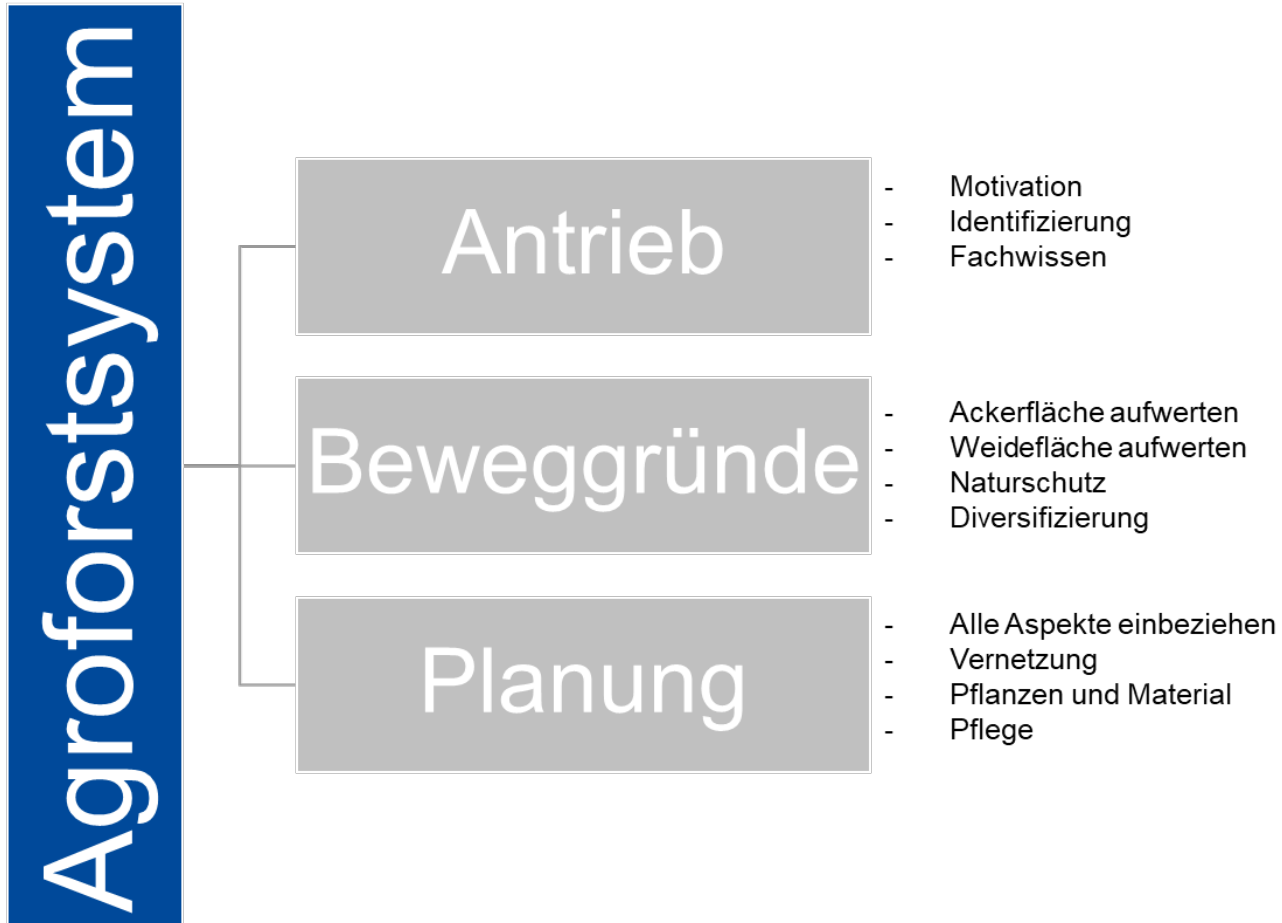 Agroforstsystem
Antrieb
- Motivation
- Identifizierung
- Fachwissen
Beweggründe
- Ackerfläche aufwerten
- Weidefläche aufwerten
- Naturschutz
- Diversifizierung
Planung
- Alle Aspekte einbeziehen
- Vernetzung
- Pflanzen und Material
- Pflege